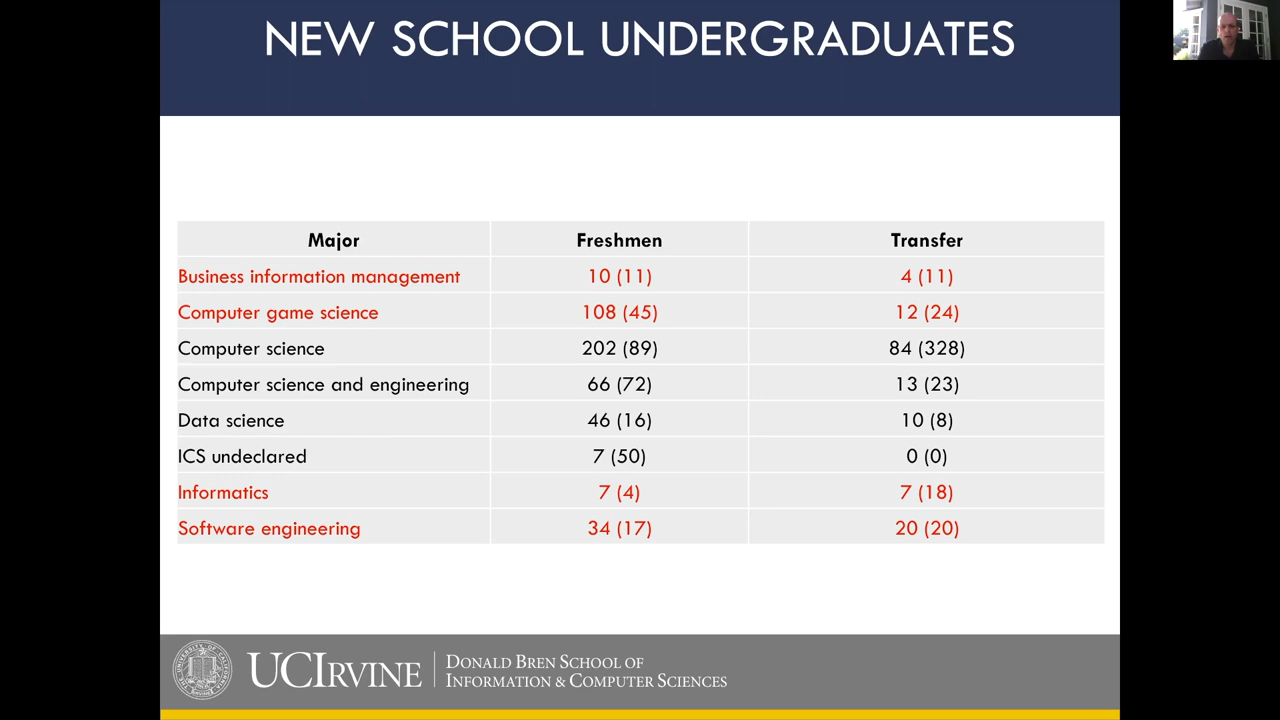 NEW SCHOOL UNDERGRADUATES
Major Freshmen Transfer
Business information management 10 (11) 4 (11)
Computer game science 108 (45) 12 (24)
Computer science 202 (89) 84 (328)
Computer science and engineering 66 (72) 13 (23)
Data science 46 (16) 10 (8)
ICS undeclared 7 (50) 0 (0)
Informatics 7 (4) 7 (18)
Software engineering 34 (17) 20 (20)
UCIRVINE
DONALD BREN SCHOOL OF
INFORMATION & COMPUTER SCIENCES